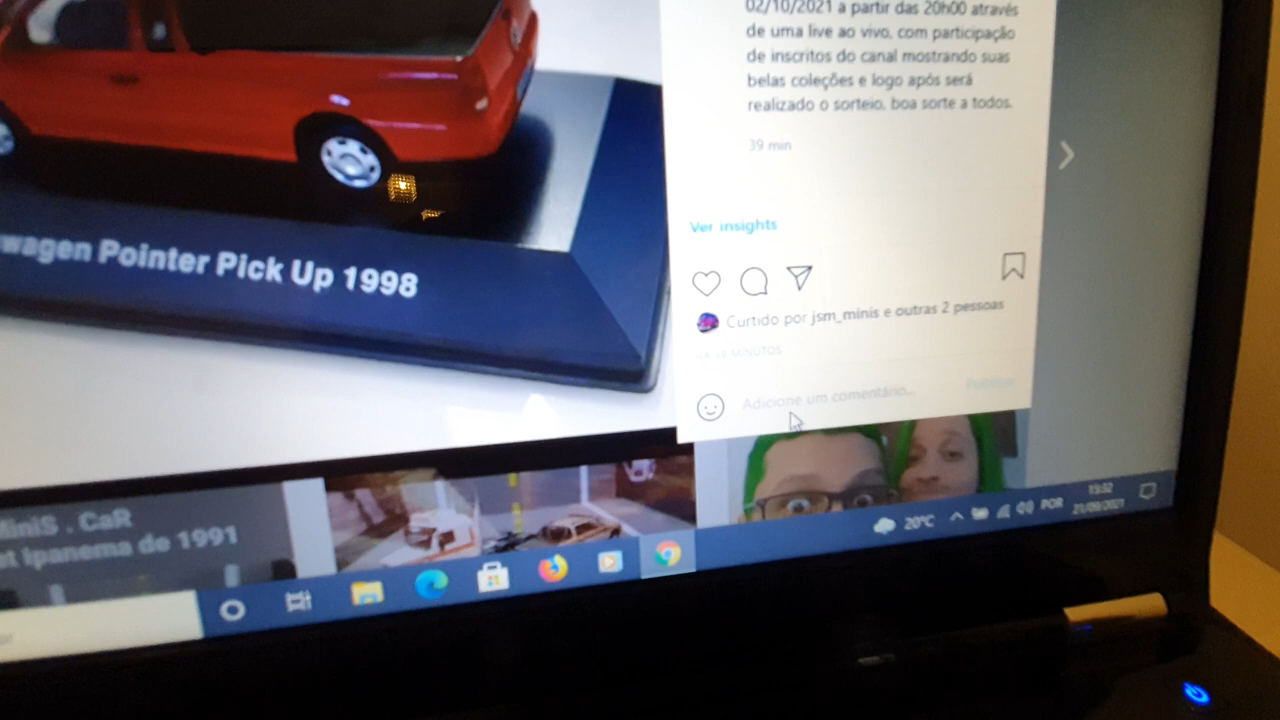 02/10/2021 a partir das 20h00 através
de uma live ao vivo, com participação
de inscritos do canal mostrando suas
belas coleções e logo após será
realizado o sorteio, boa sorte a todos.
39 min
Ver insights
Curtido por jsm_minis e outras 2 pessoas
MINUTOS
Adicione um comentário...
Publicar
wagen Pointer Pick Up 1998
MiniS . CaR
et Ipanema de 1991
20°C
POR
15:32
21/09/2021